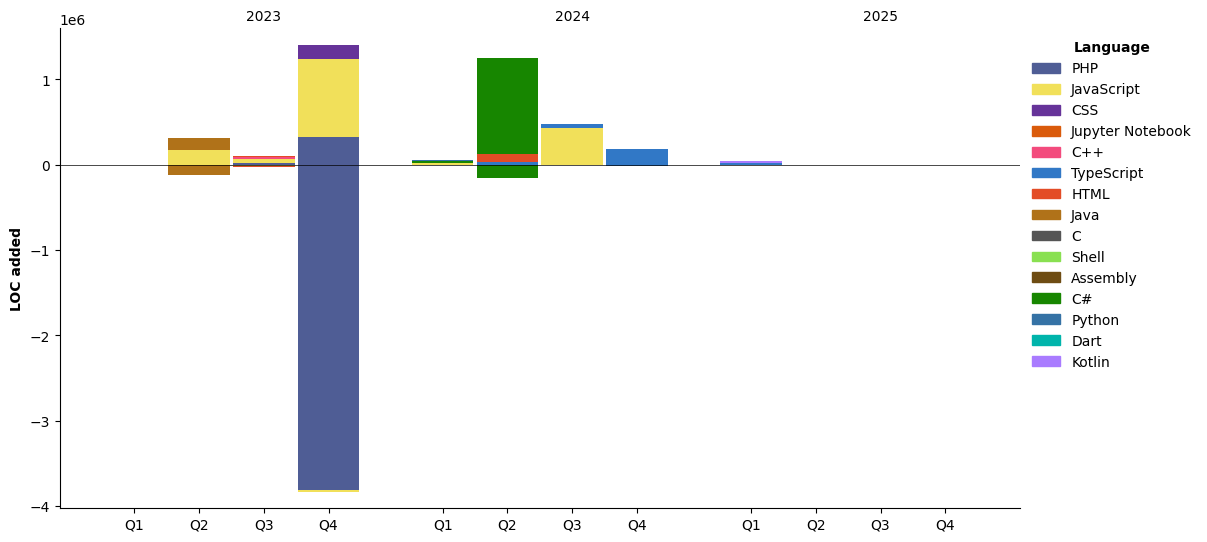 2023 2024 2025
1e6
1
0
−1
−2
−3
−4
LOC added
Q1 Q2 Q3 Q4 Q1 Q2 Q3 Q4 Q1 Q2 Q3 Q4
Language
PHP
JavaScript
CSS
Jupyter Notebook
C++
TypeScript
HTML
Java
C
Shell
Assembly
C#
Python
Dart
Kotlin